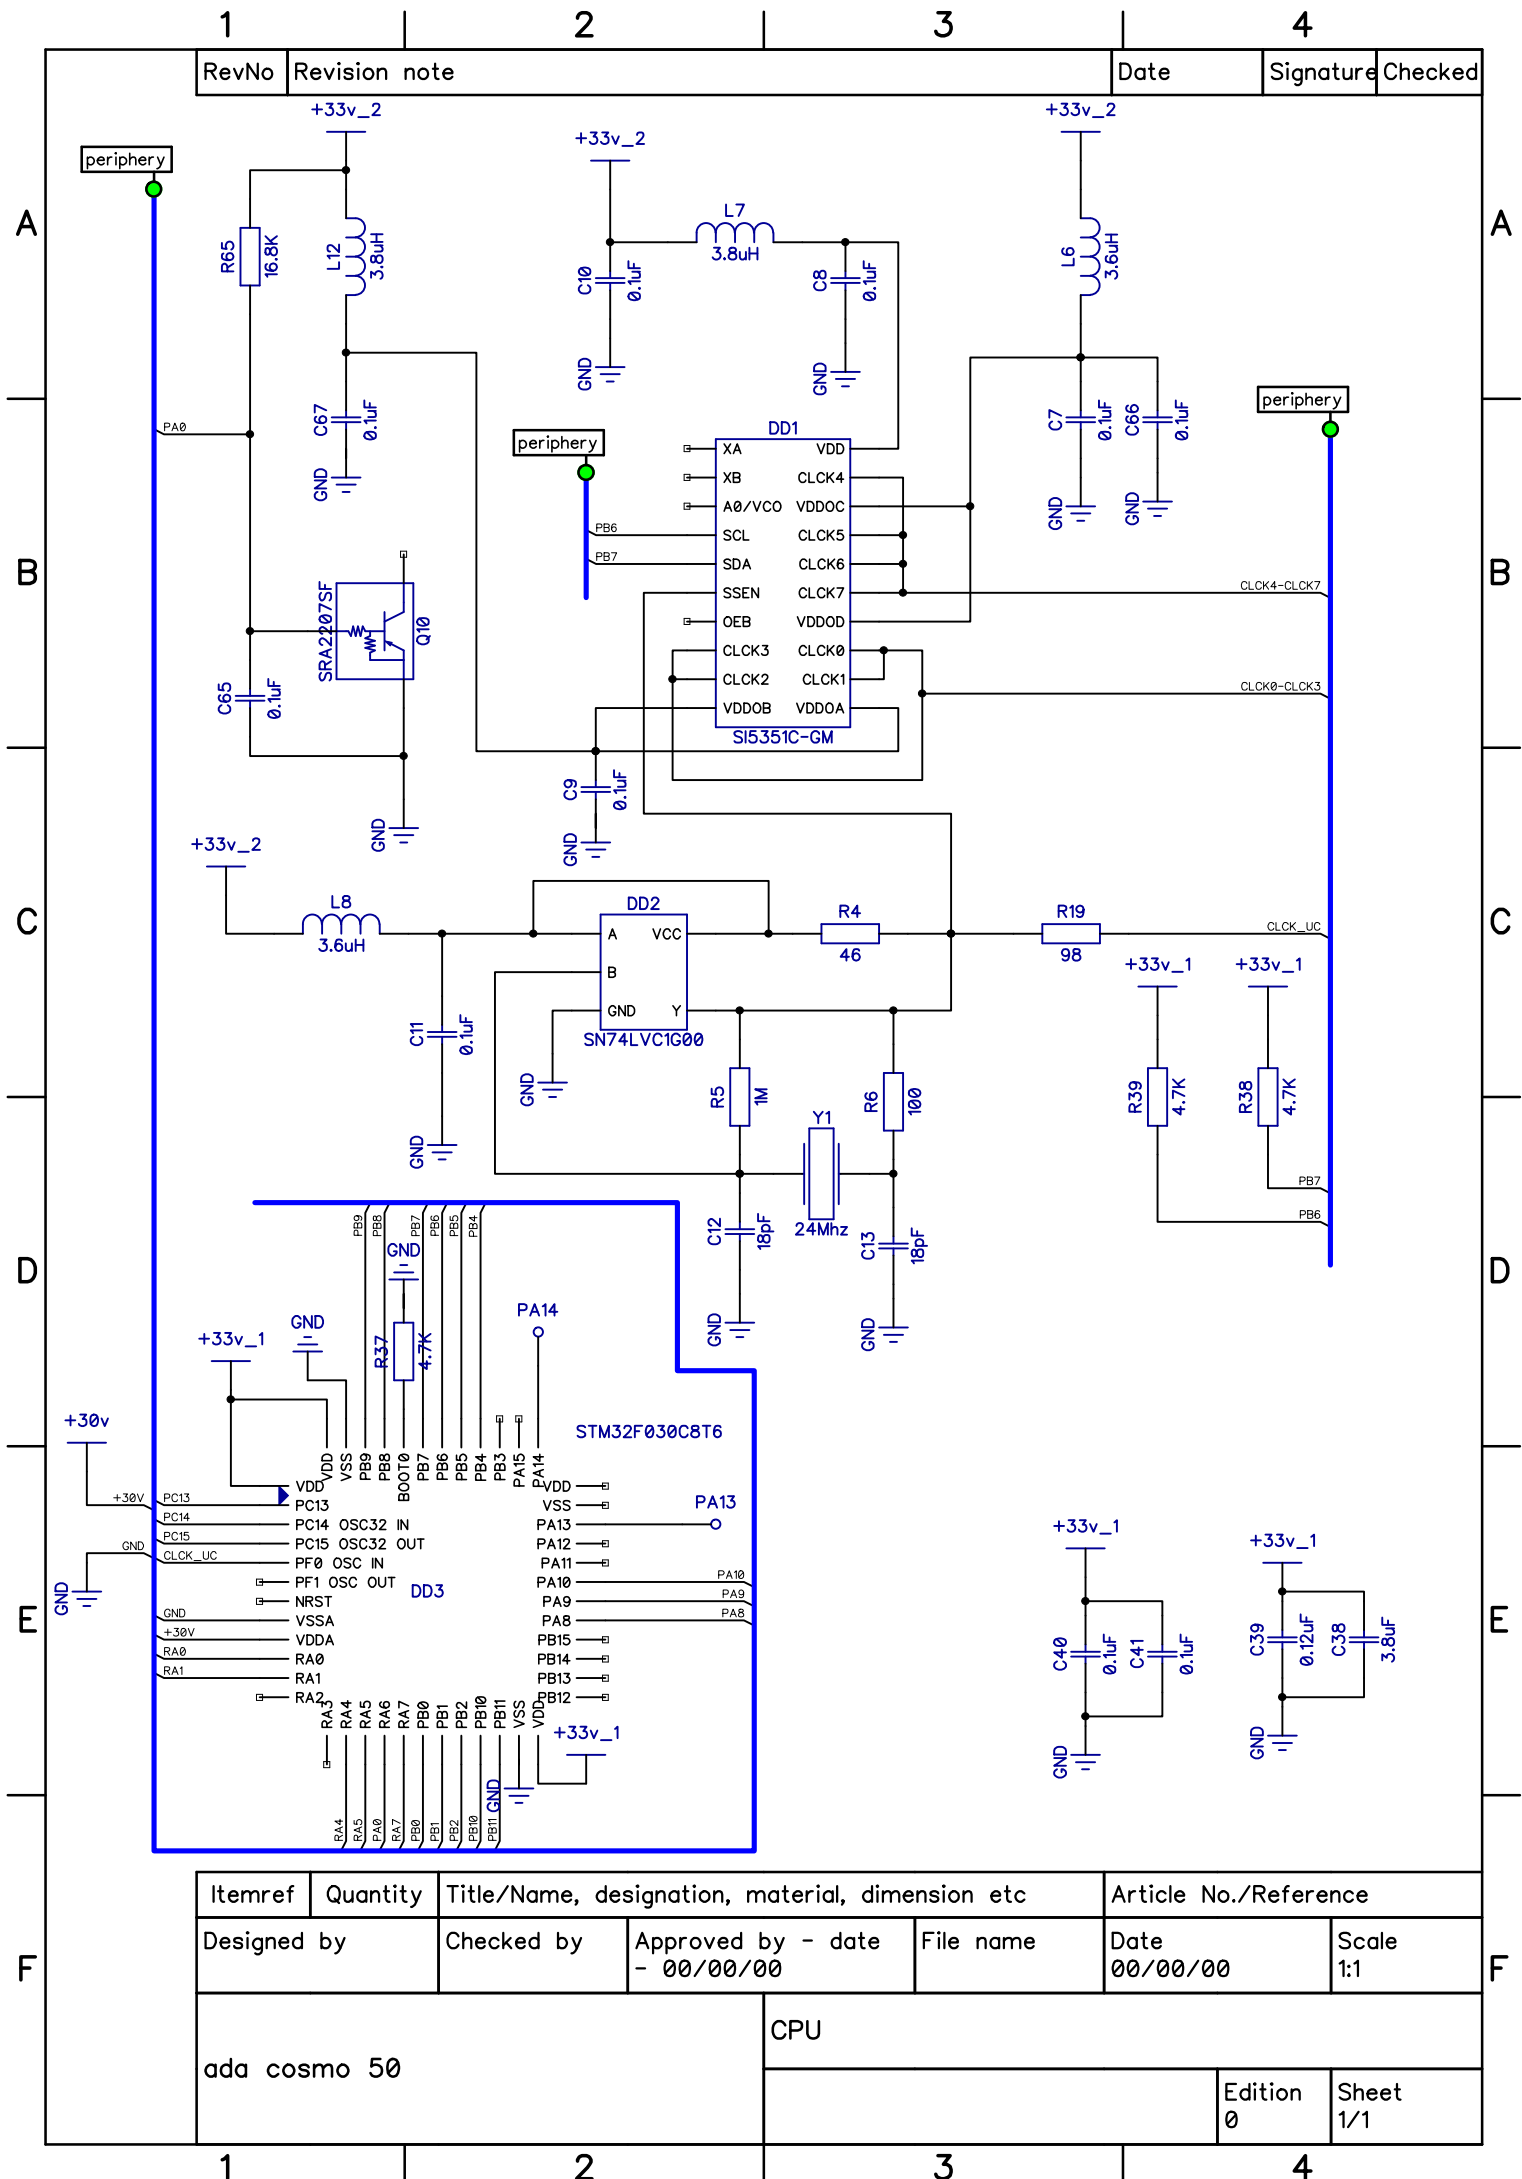 1 2 3 4
RevNo Revision note Date Signature Checked
+33v_2
+33v_2
+33v_2
periphery
A
A
R65
16.8K
L12
3.8uH
L7
3.8uH
C10
0.1uF
C8
0.1uF
L6
3.6uH
GND
GND
PA0
C67
0.1uF
GND
periphery
C7
0.1uF
C66
0.1uF
GND
GND
periphery
DD1
XA VDD
XB CLCK4
A0/VCO VDDOC
PB6 SCL CLCK5
PB7 SDA CLCK6
SSEN CLCK7 CLCK4-CLCK7
OEB VDDOD
CLCK3 CLCK0
CLCK2 CLCK1 CLCK0-CLCK3
VDDOB VDDOA
SI5351C-GM
B
B
SRA2207SF
Q10
C65
0.1uF
GND
C9
0.1uF
GND
+33v_2
L8
3.6uH
C
C
DD2
A VCC
B
GND Y
SN74LVC1G00
R4
46
R19
98
CLCK_UC
+33v_1 +33v_1
C11
0.1uF
GND
GND
R5
1M
R6
100
R39
4.7K
R38
4.7K
Y1
24Mhz
PB7
PB6
C12
18pF
C13
18pF
GND
GND
D
D
PB9
PB8
PB7
PB6
PB5
PB4
GND
R37
4.7K
PA14
GND
+33v_1
+30v
STM32F030C8T6
VDD
VSS
PB9
PB8
BOOT0
PB7
PB6
PB5
PB4
PB3
PA15
PA14
VDD VDD
+30V PC13 PC13 VSS
PC14 PC14 OSC32 IN PA13 PA13
PC15 PC15 OSC32 OUT PA12
GND CLCK_UC PF0 OSC IN PA11
PF1 OSC OUT DD3 PA10 PA10
NRST PA9 PA9
GND VSSA PA8 PA8
+30V VDDA PB15
RA0 RA0 PB14
RA1 RA1 PB13
RA2 PB12
GND
RA3
RA4
RA5
RA6
RA7
PB0
PB1
PB2
PB10
PB11
VSS
VDD
+33v_1
GND
RA4
RA5
PA0
RA7
PB0
PB1
PB2
PB10
PB11
E
E
+33v_1
C40
0.1uF
C41
0.1uF
GND
+33v_1
C39
0.12uF
C38
3.8uF
GND
Itemref Quantity Title/Name, designation, material, dimension etc Article No./Reference
Designed by Checked by Approved by - date File name Date Scale
- 00/00/00 00/00/00 1:1
F
F
CPU
ada cosmo 50
Edition Sheet
0 1/1
1 2 3 4